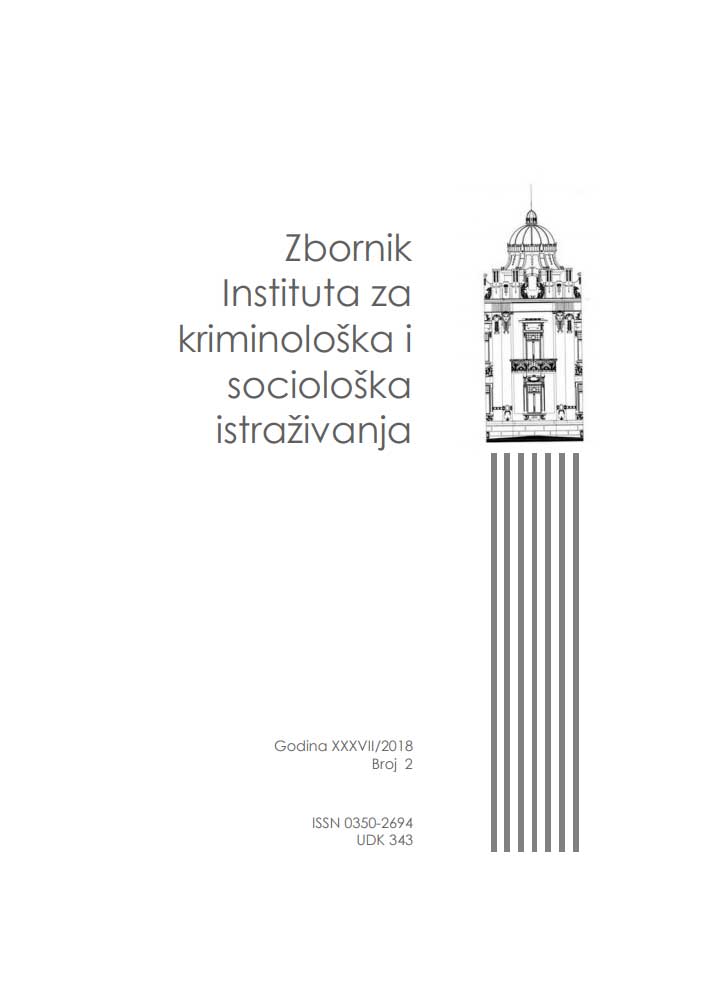 Zbornik
Instituta za
kriminološka i
sociološka
istraživanja
Godina XXXVII/2018
Broj 2
ISSN 0350-2694
UDK 343